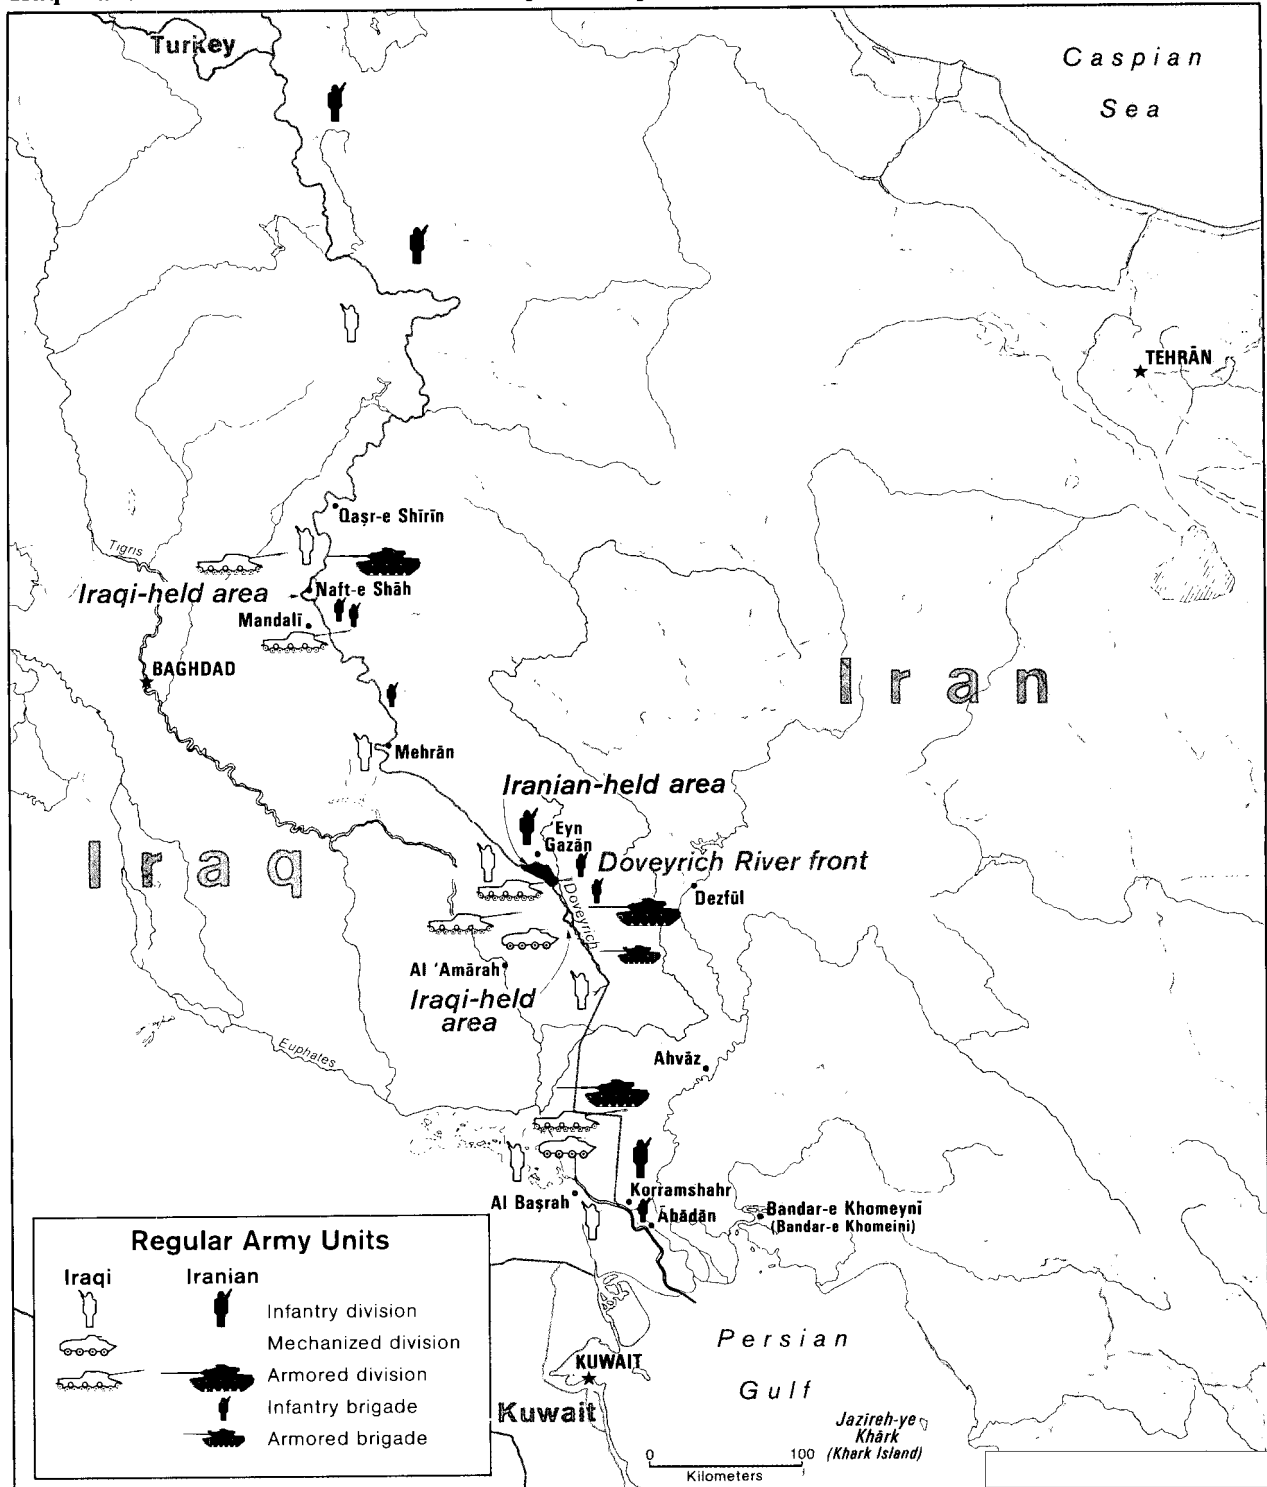 Turkey
Caspian
Sea
TEHRĀN
Qaşr-e Shīrīn
Tigris
Iraqi-held area
Naft-e Shāh
Mandalī
BAGHDAD
Iran
Mehrān
Iranian-held area
Eyn
Gazān
Iraq
Doveyrich River front
Doveyrich
Dezfūl
Al 'Amārah
Iraqi-held
area
Euphales
Ahvāz
Korramshahr
Al Başrah
Ābādān
Bandar-e Khomeynī
(Bandar-e Khomeini)
Regular Army Units
Iraqi Iranian
Infantry division
Mechanized division
Armored division
Infantry brigade
Armored brigade
Persian
Gulf
KUWAIT
Kuwait
Jazireh-ye
Khārk
(Khark Island)
0 100
Kilometers